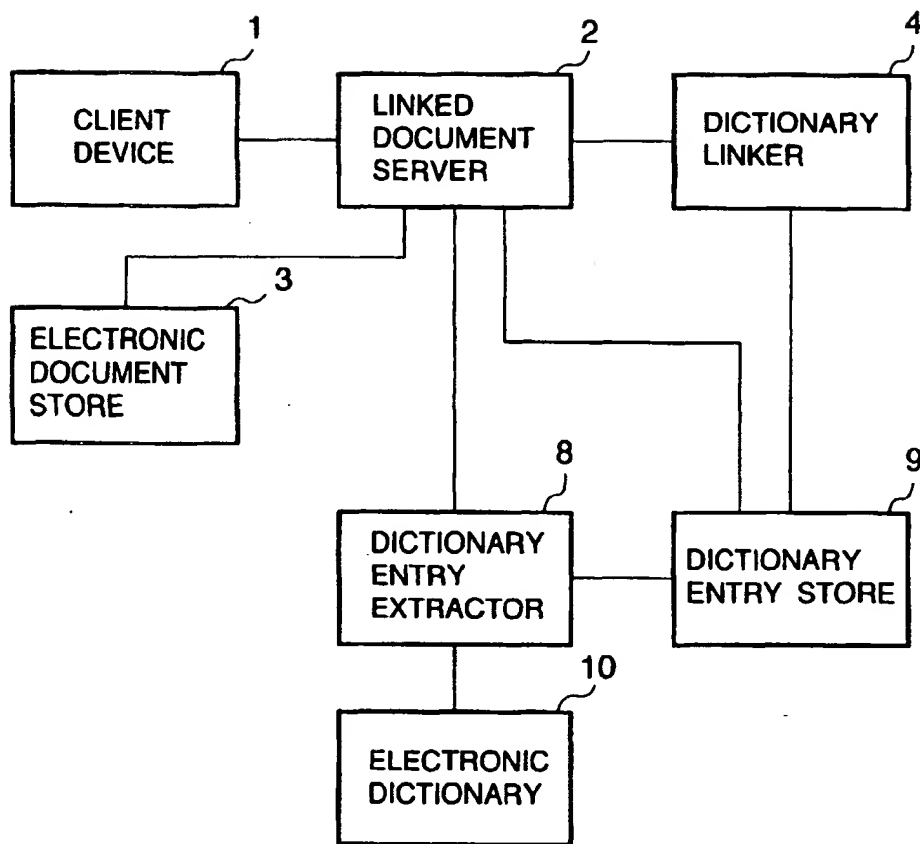 1
CLIENT
DEVICE
2
LINKED
DOCUMENT
SERVER
4
DICTIONARY
LINKER
3
ELECTRONIC
DOCUMENT
STORE
8
DICTIONARY
ENTRY
EXTRACTOR
9
DICTIONARY
ENTRY STORE
10
ELECTRONIC
DICTIONARY